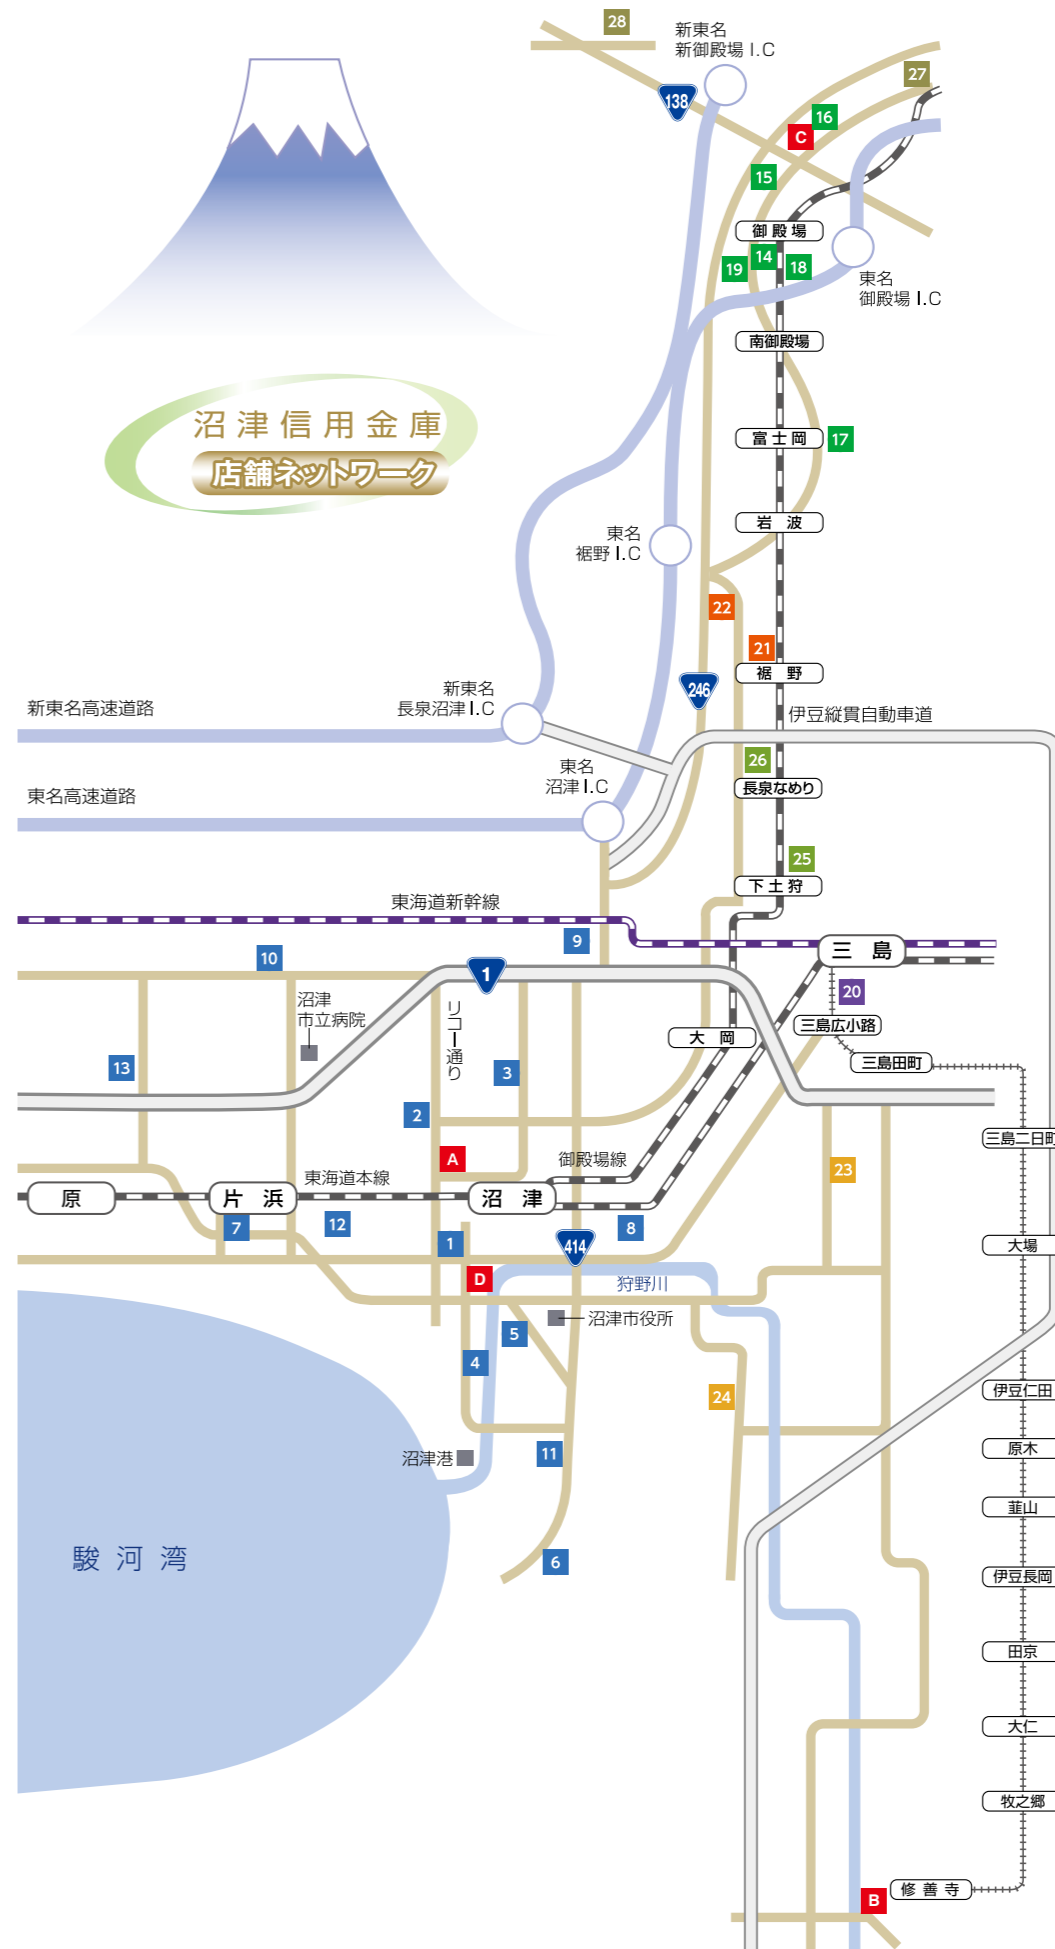 28
新東名
新御殿場 I.C
27
138
16
C
15
御殿場
14
19
18
東名
御殿場 I.C
南御殿場
沼津信用金庫
店舗ネットワーク
富士岡
17
岩波
東名
裾野 I.C
22
21
裾野
246
新東名
長泉沼津 I.C
新東名高速道路
伊豆縦貫自動車道
26
東名
沼津 I.C
長泉なめり
東名高速道路
25
下土狩
東海道新幹線
9
三島
10
1
沼津
市立病院
リコー通り
20
三島広小路
大岡
三島田町
13
3
2
三島二日町
A
御殿場線
23
東海道本線
原
片浜
沼津
7
12
8
1
414
大場
D
狩野川
沼津市役所
5
4
24
伊豆仁田
11
沼津港
原木
韮山
駿河湾
6
伊豆長岡
田京
大仁
牧之郷
修善寺
B